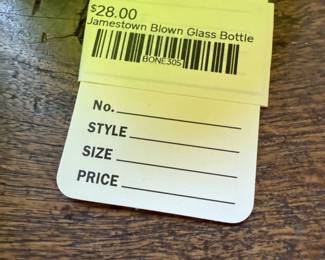 $28.00
Jamestown Blown Glass Bottle
BONE305
No.
STYLE
SIZE
PRICE